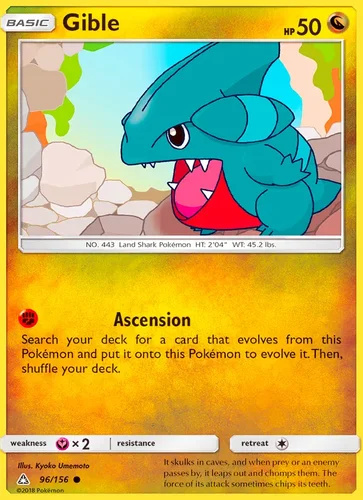 BASIC Gible HP 50
NO. 443 Land Shark Pokémon HT: 2'04" WT: 45.2 lbs.
Ascension
Search your deck for a card that evolves from this
Pokémon and put it onto this Pokémon to evolve it. Then,
shuffle your deck.
weakness × 2 resistance retreat
Illus. Kyoko Umemoto
96/156
©2018 Pokémon
It skulks in caves, and when prey or an enemy
passes by, it leaps out and chomps them. The
force of its attack sometimes chips its teeth.